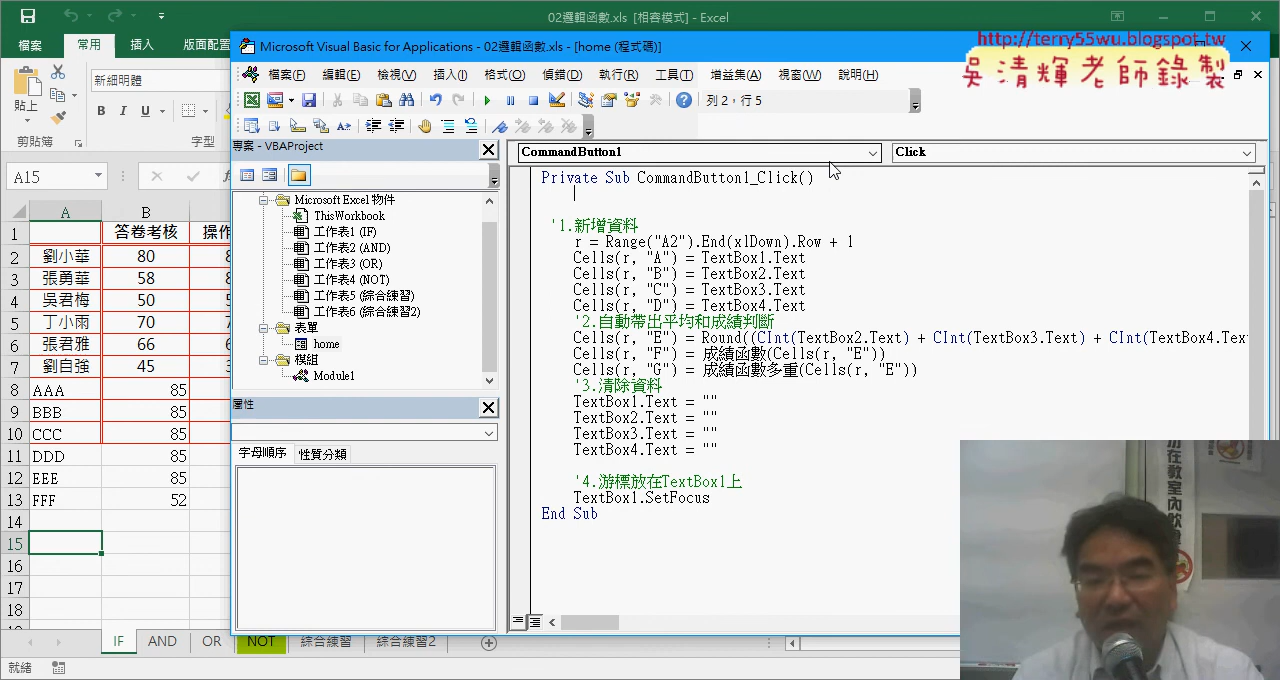 02邏輯函數.xls [相容模式] - Excel
檔案
常用
插入
版面配置
貼上
剪貼簿
新細明體
B I U
字型
A15
A
B
答卷考核
操作
1
2 劉小華 80 8
3 張勇華 58 8
4 吳君梅 50 5
5 丁小雨 70 7
6 張君雅 66 6
7 劉自強 45 3
8 AAA 85
9 BBB 85
10 CCC 85
11 DDD 85
12 EEE 85
13 FFF 52
14
15
16
17
18
IF AND OR NOT 綜合練習 綜合練習2
就緒
Microsoft Visual Basic for Applications - 02邏輯函數.xls - [home (程式碼)]
http://terry55wu.blogspot.tw
吳清輝老師錄製
檔案(F) 編輯(E) 檢視(V) 插入(I) 格式(O) 偵錯(D) 執行(R) 工具(T) 增益集(A) 視窗(W) 說明(H)
列 2，行 5
專案 - VBAProject
Microsoft Excel 物件
ThisWorkbook
工作表1 (IF)
工作表2 (AND)
工作表3 (OR)
工作表4 (NOT)
工作表5 (綜合練習)
工作表6 (綜合練習2)
表單
home
模組
Module1
屬性
字母順序 性質分類
CommandButton1
Click
Private Sub CommandButton1_Click()
'1.新增資料
r = Range("A2").End(xlDown).Row + 1
Cells(r, "A") = TextBox1.Text
Cells(r, "B") = TextBox2.Text
Cells(r, "C") = TextBox3.Text
Cells(r, "D") = TextBox4.Text
'2.自動帶出平均和成績判斷
Cells(r, "E") = Round((CInt(TextBox2.Text) + CInt(TextBox3.Text) + CInt(TextBox4.Tex
Cells(r, "F") = 成績函數(Cells(r, "E"))
Cells(r, "G") = 成績函數多重(Cells(r, "E"))
'3.清除資料
TextBox1.Text = ""
TextBox2.Text = ""
TextBox3.Text = ""
TextBox4.Text = ""
'4.游標放在TextBox1上
TextBox1.SetFocus
End Sub